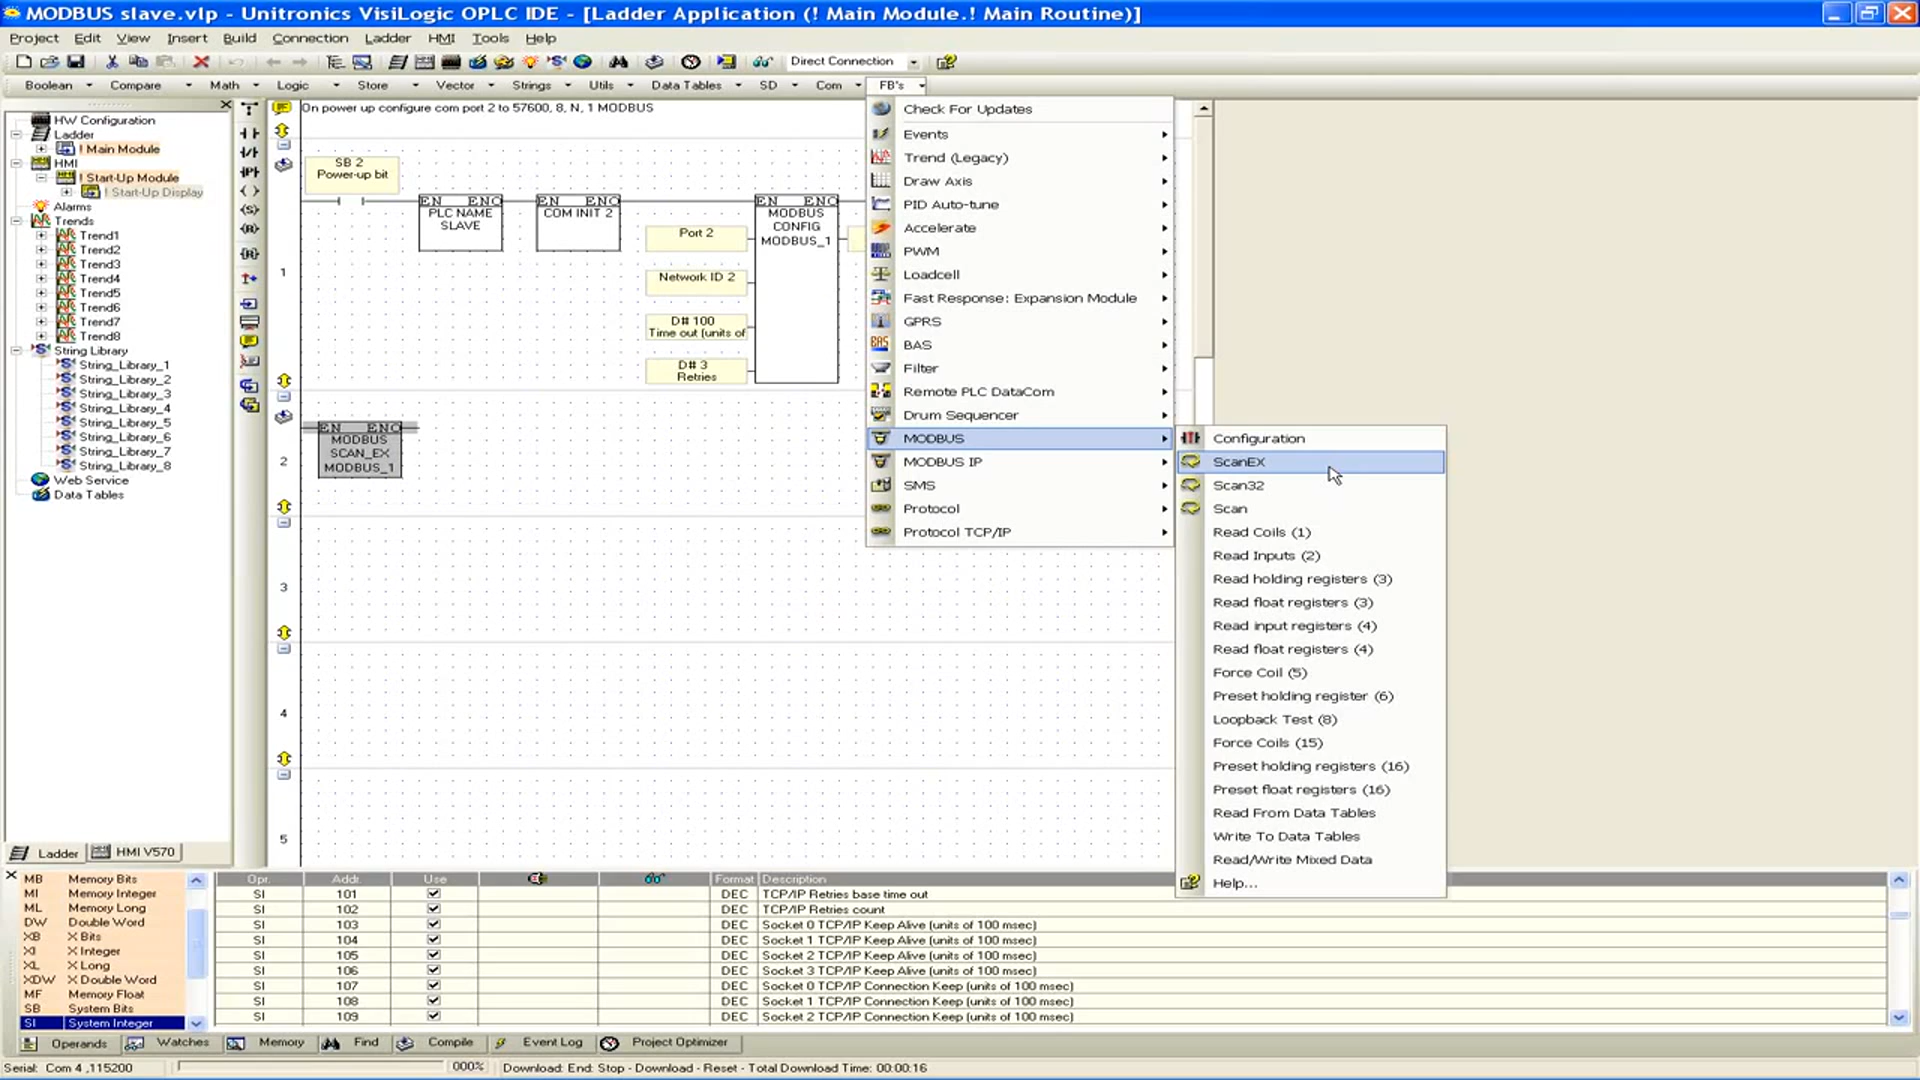 MODBUS slave.vlp - Unitronics VisiLogic OPLC IDE - [Ladder Application (! Main Module.! Main Routine)]
Project Edit View Insert Build Connection Ladder HMI Tools Help
Direct Connection
Boolean Compare Math Logic Store Vector Strings Utils Data Tables SD Com FB's
HW Configuration
Ladder
! Main Module
HMI
! Start-Up Module
! Start-Up Display
Alarms
Trends
Trend1
Trend2
Trend3
Trend4
Trend5
Trend6
Trend7
Trend8
String Library
String_Library_1
String_Library_2
String_Library_3
String_Library_4
String_Library_5
String_Library_6
String_Library_7
String_Library_8
Web Service
Data Tables
Ladder HMI V570
On power up configure com port 2 to 57600, 8, N, 1 MODBUS
SB 2
Power-up bit
EN ENO
PLC NAME
SLAVE
EN ENO
COM INIT 2
EN ENO
MODBUS
CONFIG
MODBUS_1
Port 2
Network ID 2
D# 100
Time out (units of
D# 3
Retries
1
EN ENO
MODBUS
SCAN_EX
MODBUS_1
2
3
4
5
Check For Updates
Events
Trend (Legacy)
Draw Axis
PID Auto-tune
Accelerate
PWM
Loadcell
Fast Response: Expansion Module
GPRS
BAS
Filter
Remote PLC DataCom
Drum Sequencer
MODBUS
MODBUS IP
SMS
Protocol
Protocol TCP/IP
Configuration
ScanEX
Scan32
Scan
Read Coils (1)
Read Inputs (2)
Read holding registers (3)
Read float registers (3)
Read input registers (4)
Read float registers (4)
Force Coil (5)
Preset holding register (6)
Loopback Test (8)
Force Coils (15)
Preset holding registers (16)
Preset float registers (16)
Read From Data Tables
Write To Data Tables
Read/Write Mixed Data
Help...
MB Memory Bits
MI Memory Integer
ML Memory Long
DW Double Word
XB X Bits
XI X Integer
XL X Long
XDW X Double Word
MF Memory Float
SB System Bits
SI System Integer
Opr. Addr. Use Format Description
SI 101 DEC TCP/IP Retries base time out
SI 102 DEC TCP/IP Retries count
SI 103 DEC Socket 0 TCP/IP Keep Alive (units of 100 msec)
SI 104 DEC Socket 1 TCP/IP Keep Alive (units of 100 msec)
SI 105 DEC Socket 2 TCP/IP Keep Alive (units of 100 msec)
SI 106 DEC Socket 3 TCP/IP Keep Alive (units of 100 msec)
SI 107 DEC Socket 0 TCP/IP Connection Keep (units of 100 msec)
SI 108 DEC Socket 1 TCP/IP Connection Keep (units of 100 msec)
SI 109 DEC Socket 2 TCP/IP Connection Keep (units of 100 msec)
Operands Watches Memory Find Compile Event Log Project Optimizer
Serial: Com 4 ,115200 000% Download: End: Stop - Download - Reset - Total Download Time: 00:00:16